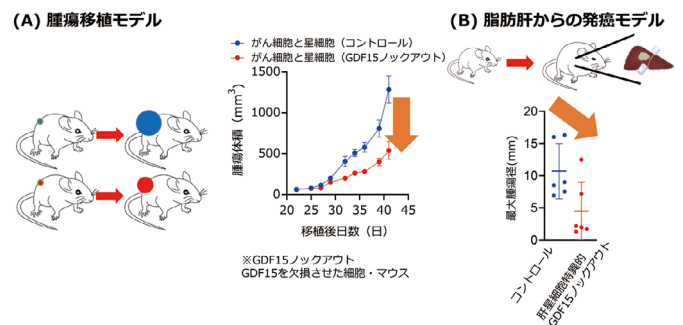 (A) 腫瘍移植モデル
がん細胞と星細胞（コントロール）
がん細胞と星細胞（GDF15ノックアウト）
1500
1000
500
0
腫瘍体積（mm³）
20 25 30 35 40 45
移植後日数（日）
※GDF15ノックアウト
GDF15を欠損させた細胞・マウス
(B) 脂肪肝からの発癌モデル
20
15
10
5
0
最大腫瘍径(mm)
コントロール
肝星細胞特異的
GDF15ノックアウト